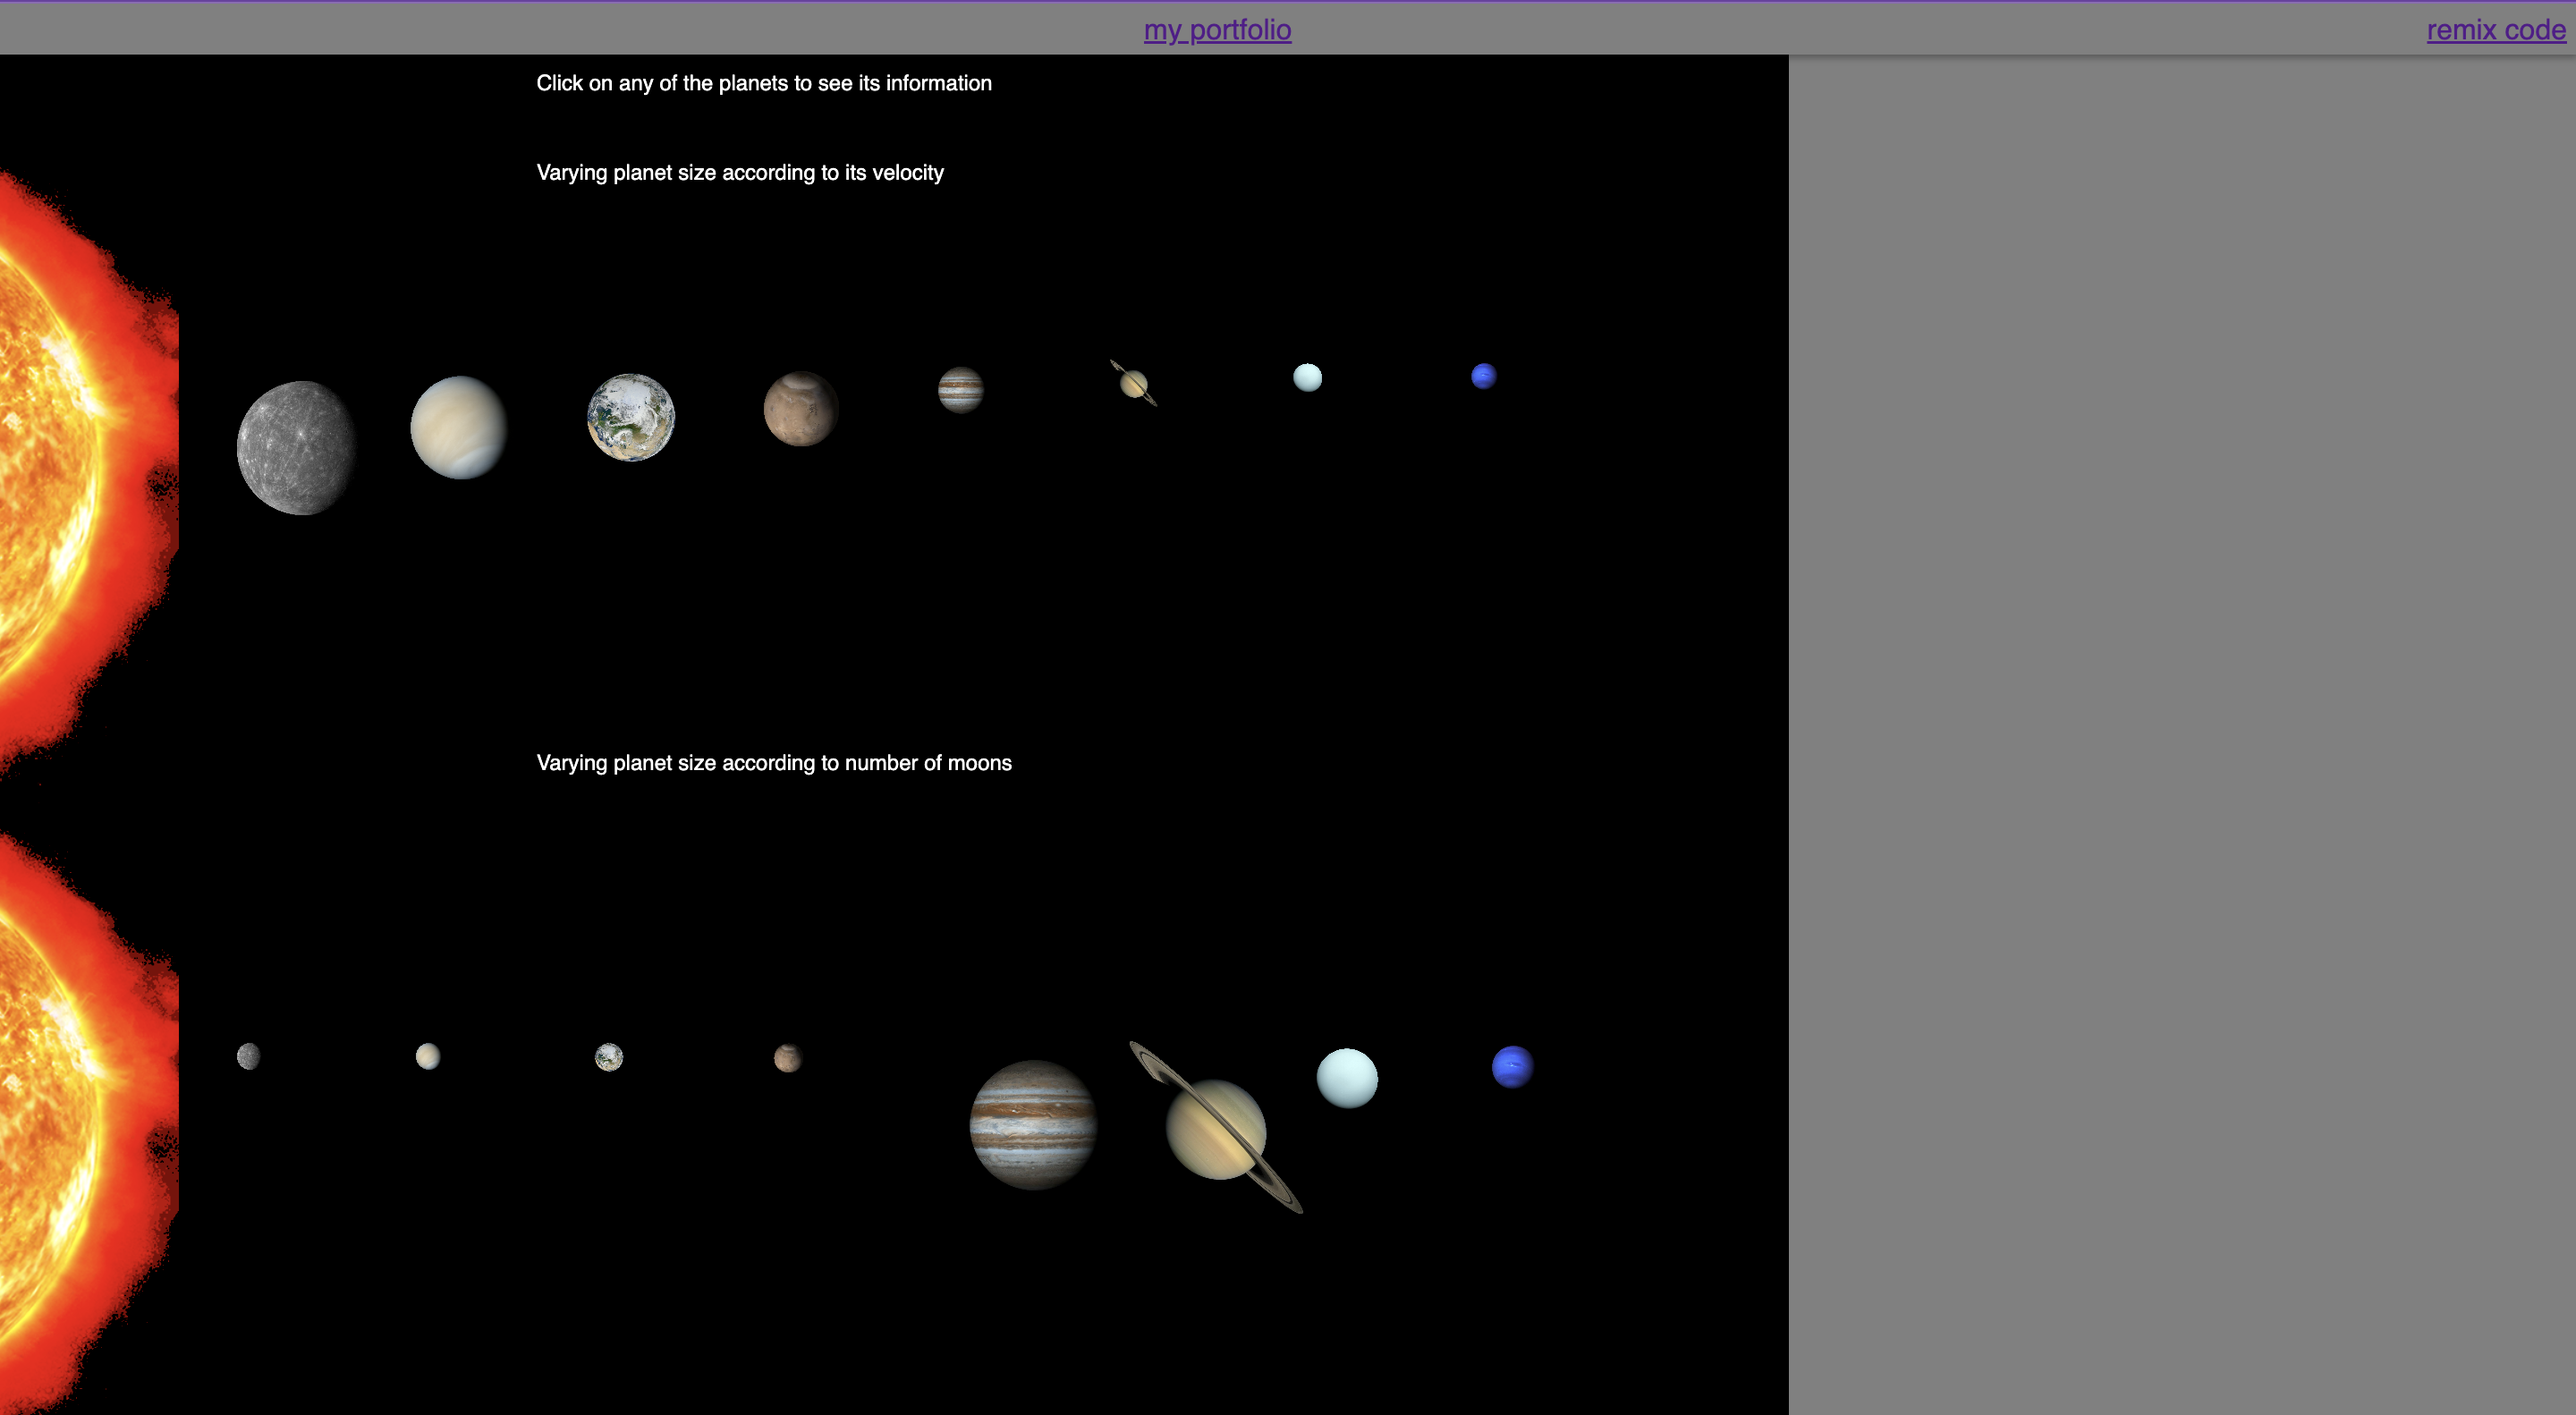 my portfolio
remix code
Click on any of the planets to see its information
Varying planet size according to its velocity
Varying planet size according to number of moons